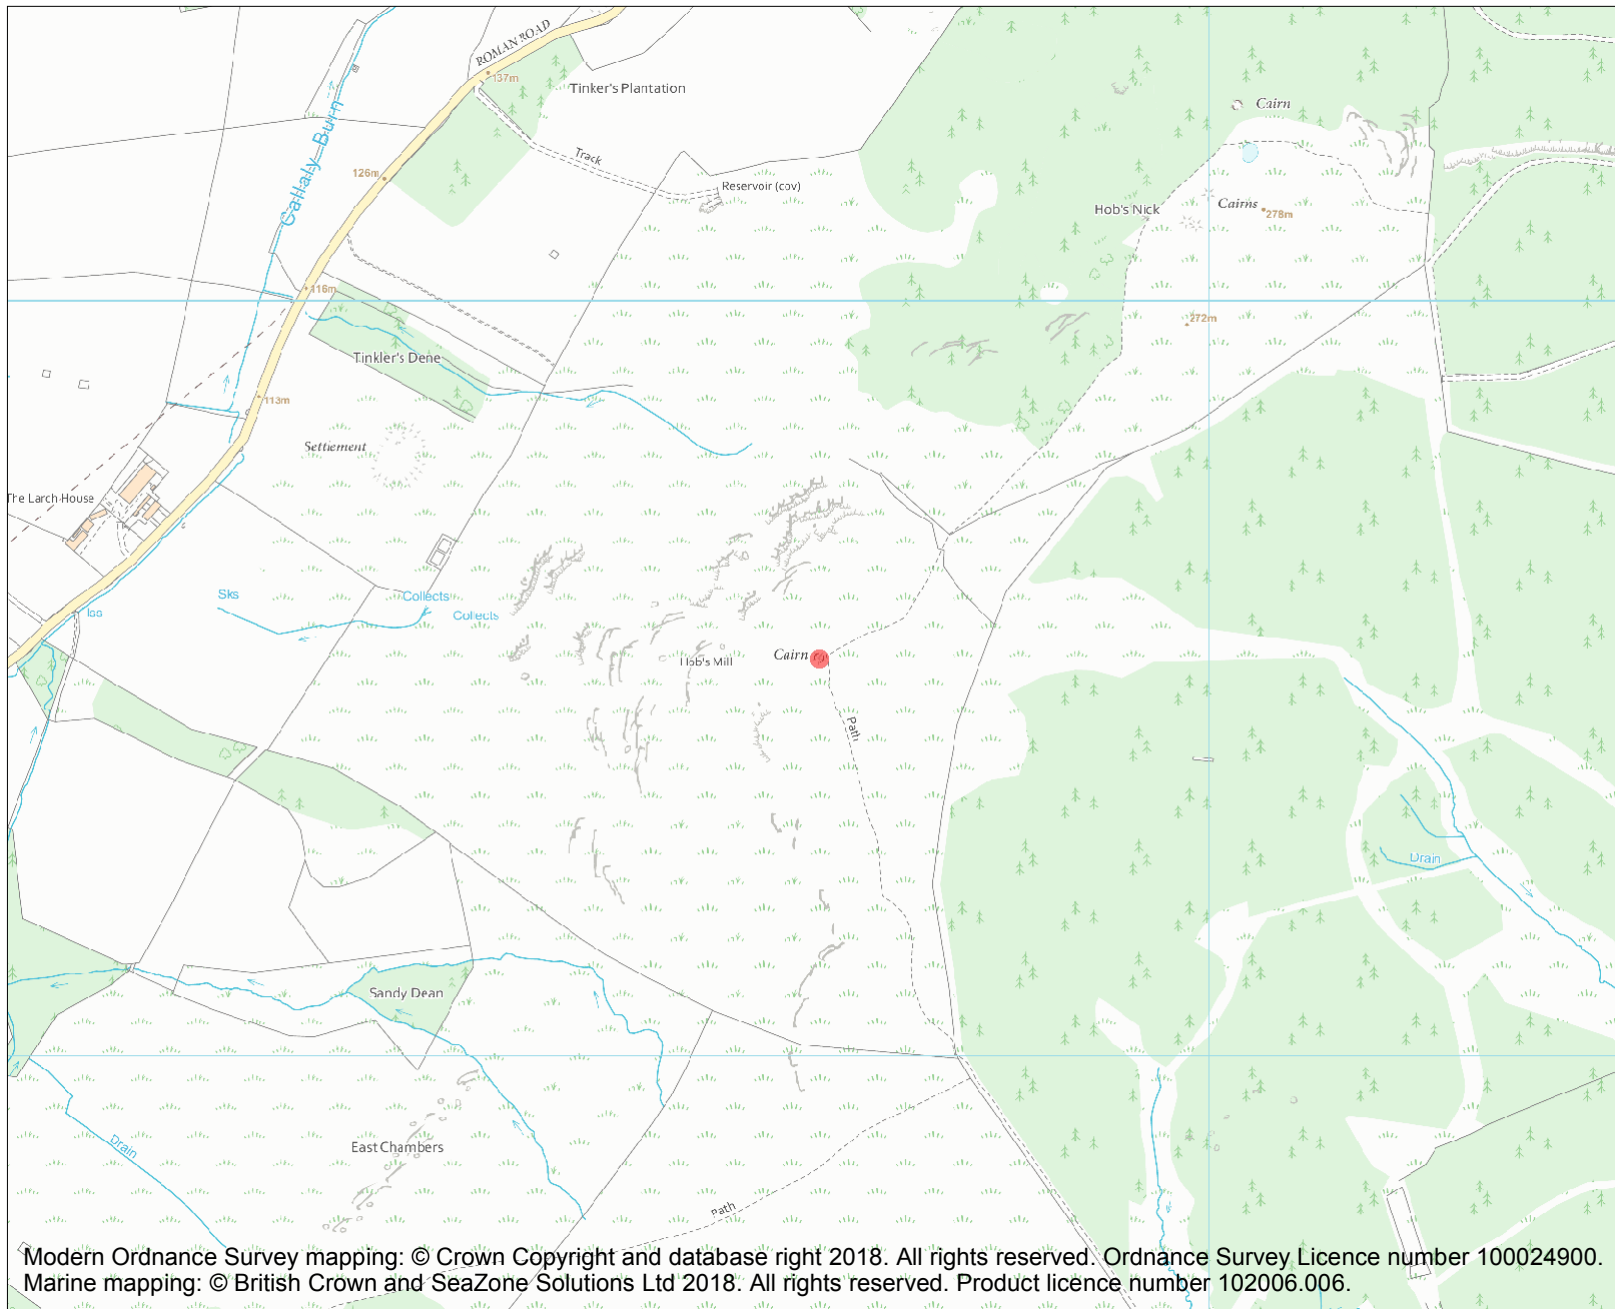 ROMAN ROAD
137m
Tinker's Plantation
Cairn
Callaly Burn
Track
126m
Reservoir (cov)
Hob's Nick
Cairns
278m
116m
272m
Tinkler's Dene
113m
Settlement
The Larch House
Sks
Collects
Collects
Iss
Cairn
Hob's Mill
Path
Drain
Sandy Dean
Drain
East Chambers
Path
Modern Ordnance Survey mapping: © Crown Copyright and database right 2018. All rights reserved. Ordnance Survey Licence number 100024900.
Marine mapping: © British Crown and SeaZone Solutions Ltd 2018. All rights reserved. Product licence number 102006.006.